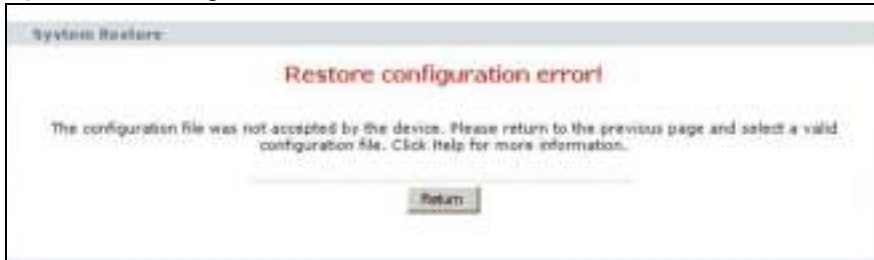 System Restore
Restore configuration error!
The configuration file was not accepted by the device. Please return to the previous page and select a valid
configuration file. Click Help for more information.
Return